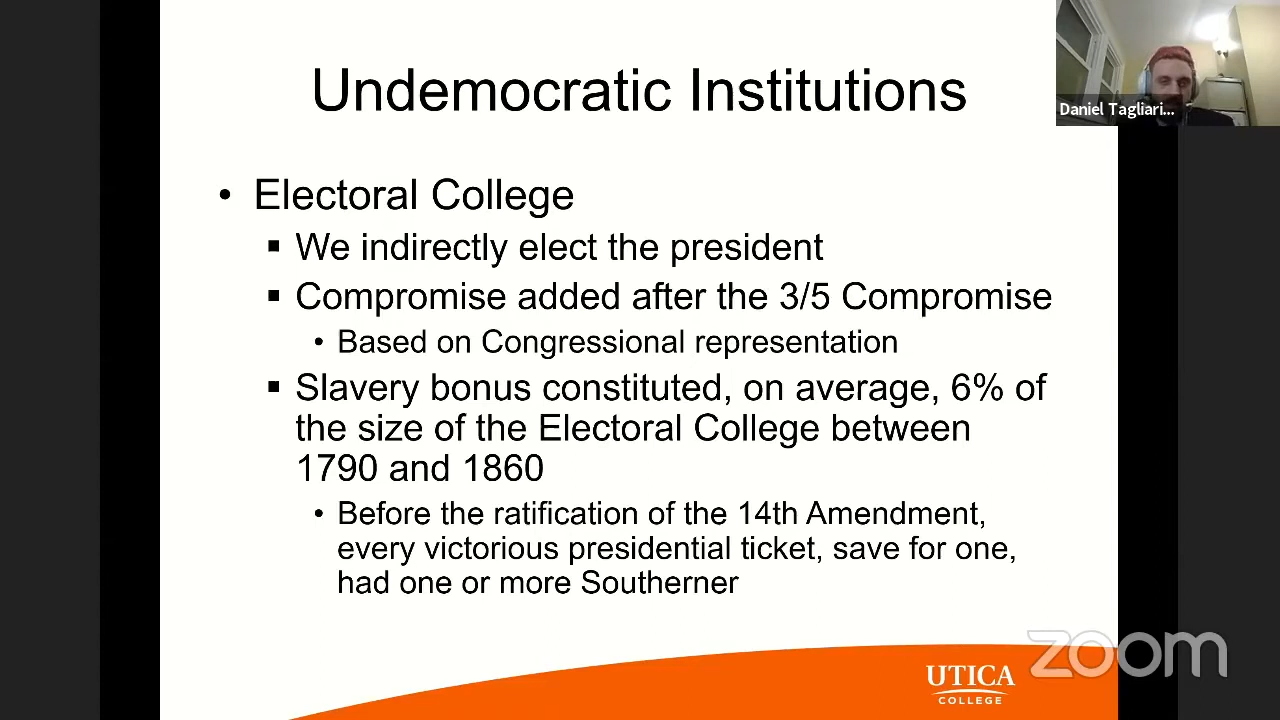 Undemocratic Institutions
Daniel Tagliari...
• Electoral College
▪ We indirectly elect the president
▪ Compromise added after the 3/5 Compromise
• Based on Congressional representation
▪ Slavery bonus constituted, on average, 6% of
the size of the Electoral College between
1790 and 1860
• Before the ratification of the 14th Amendment,
every victorious presidential ticket, save for one,
had one or more Southerner
zoom
UTICA
COLLEGE